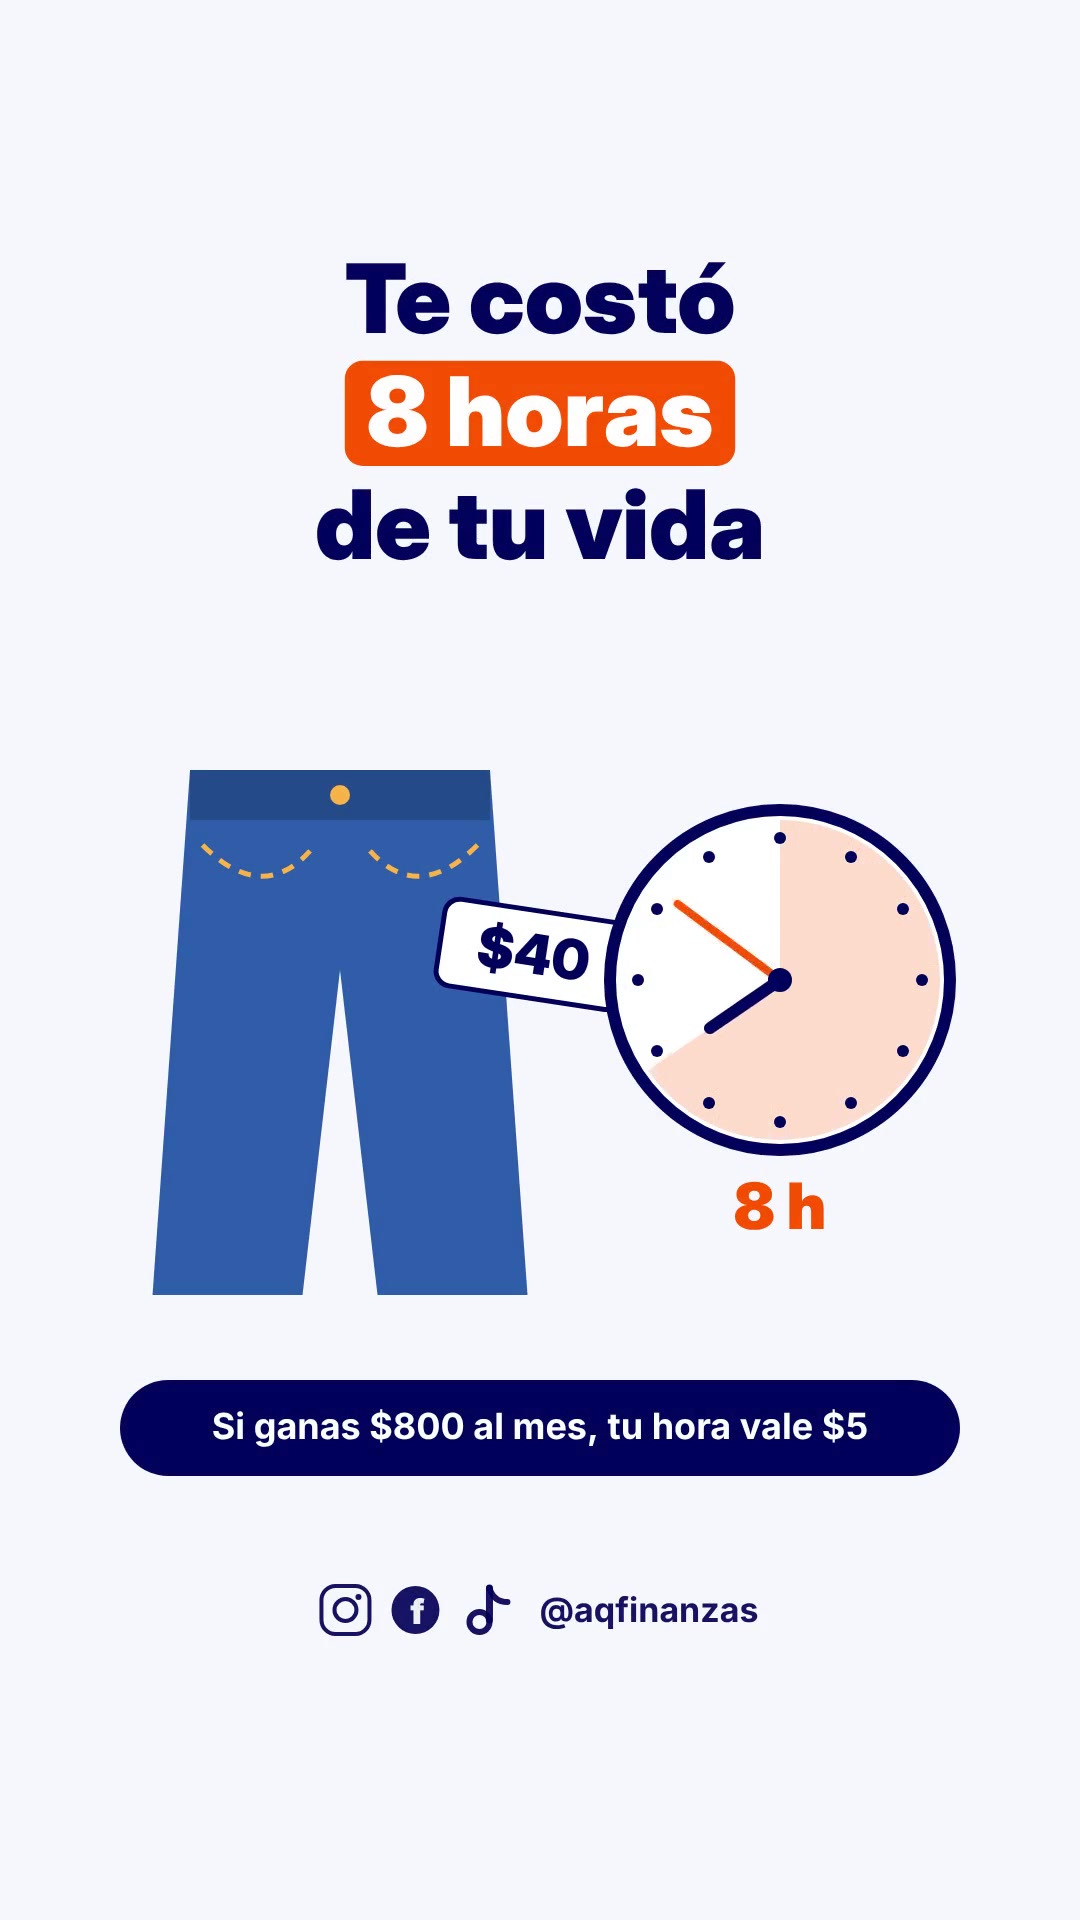 Te costó
8 horas
de tu vida
$40
8 h
Si ganas $800 al mes, tu hora vale $5
@aqfinanzas